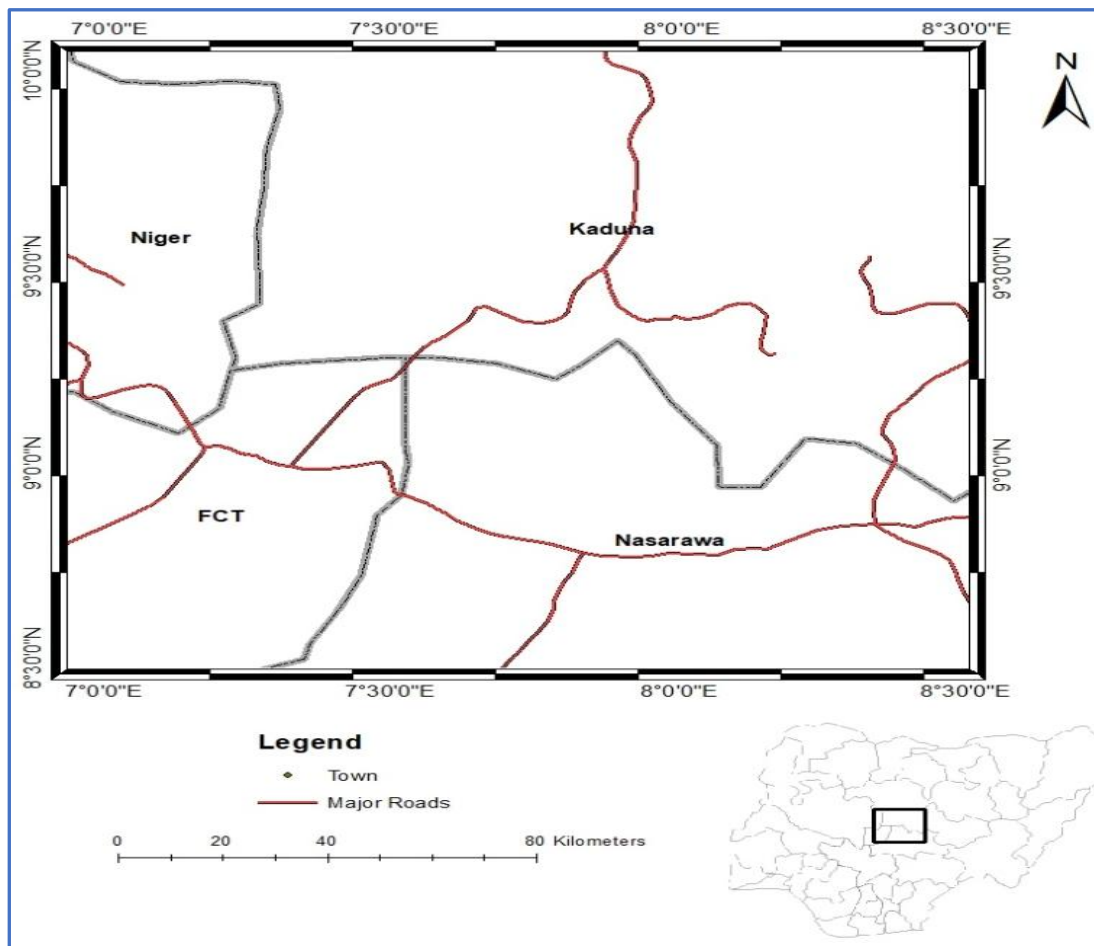 7°0'0"E 7°30'0"E 8°0'0"E 8°30'0"E
N
10°0'0"N
Niger
Kaduna
9°30'0"N 9°30'0"N
9°0'0"N 9°0'0"N
FCT
Nasarawa
8°30'0"N
7°0'0"E 7°30'0"E 8°0'0"E 8°30'0"E
Legend
Town
Major Roads
0 20 40 80 Kilometers